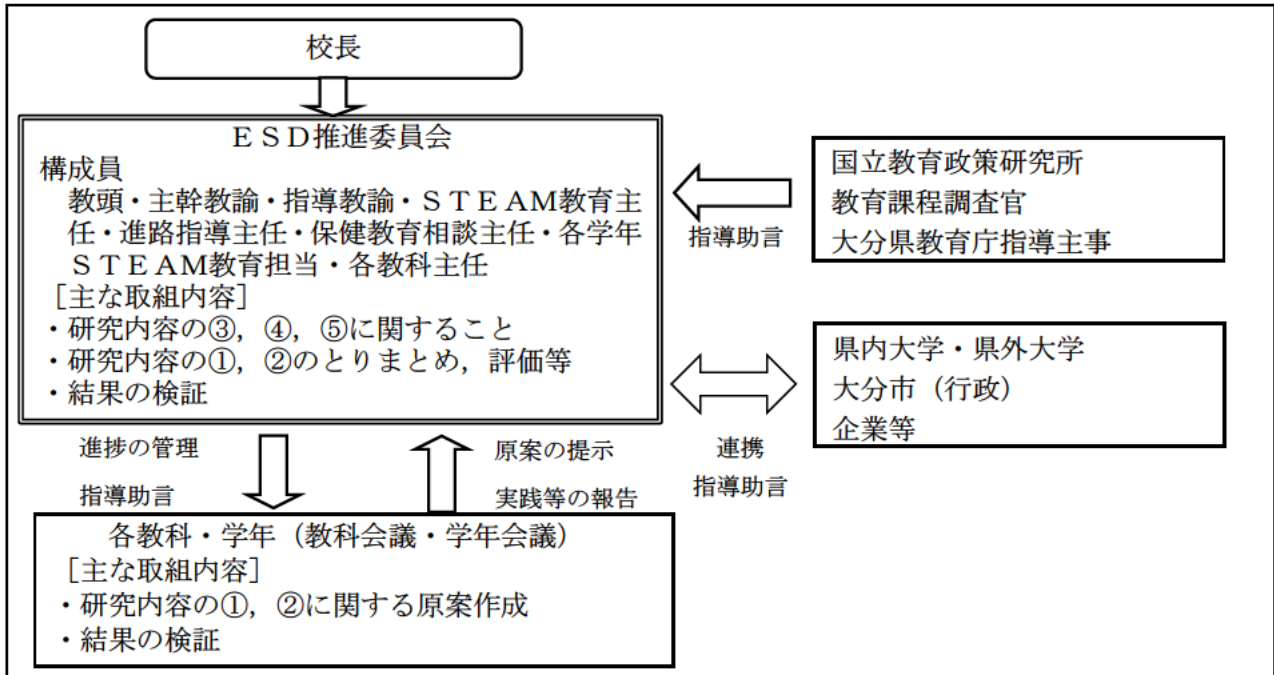 校長
ＥＳＤ推進委員会
構成員
教頭・主幹教諭・指導教諭・ＳＴＥＡＭ教育主
任・進路指導主任・保健教育相談主任・各学年
ＳＴＥＡＭ教育担当・各教科主任
［主な取組内容］
・研究内容の③，④，⑤に関すること
・研究内容の①，②のとりまとめ，評価等
・結果の検証
指導助言
国立教育政策研究所
教育課程調査官
大分県教育庁指導主事
連携
指導助言
県内大学・県外大学
大分市（行政）
企業等
進捗の管理
指導助言
原案の提示
実践等の報告
各教科・学年（教科会議・学年会議）
［主な取組内容］
・研究内容の①，②に関する原案作成
・結果の検証